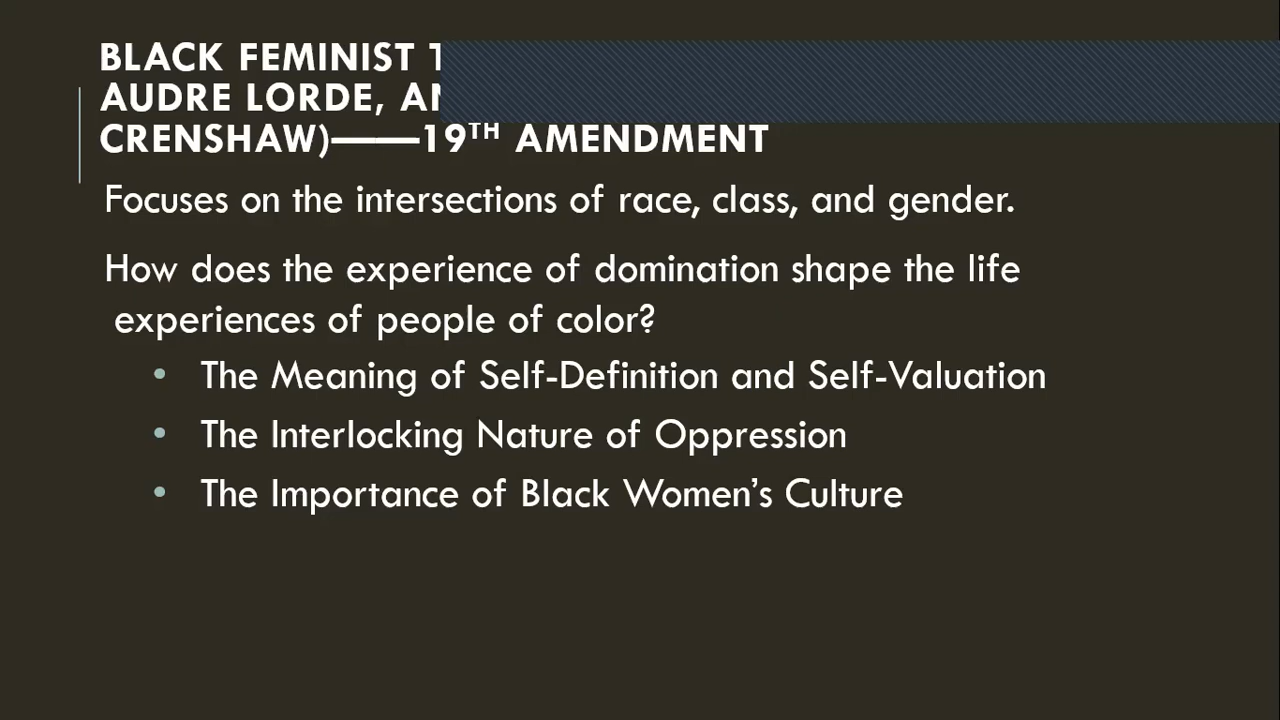 BLACK FEMINIST
AUDRE LORDE,
CRENSHAW)——19TH AMENDMENT
Focuses on the intersections of race, class, and gender.
How does the experience of domination shape the life
experiences of people of color?
• The Meaning of Self-Definition and Self-Valuation
• The Interlocking Nature of Oppression
• The Importance of Black Women’s Culture